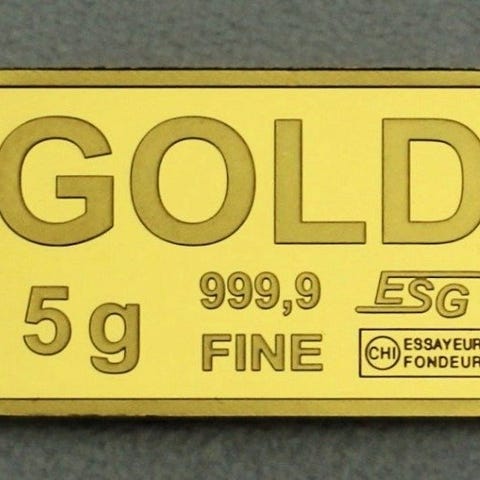 GOLD
5g 999,9 FINE
ESG
CHI ESSAYEUR
FONDEUR